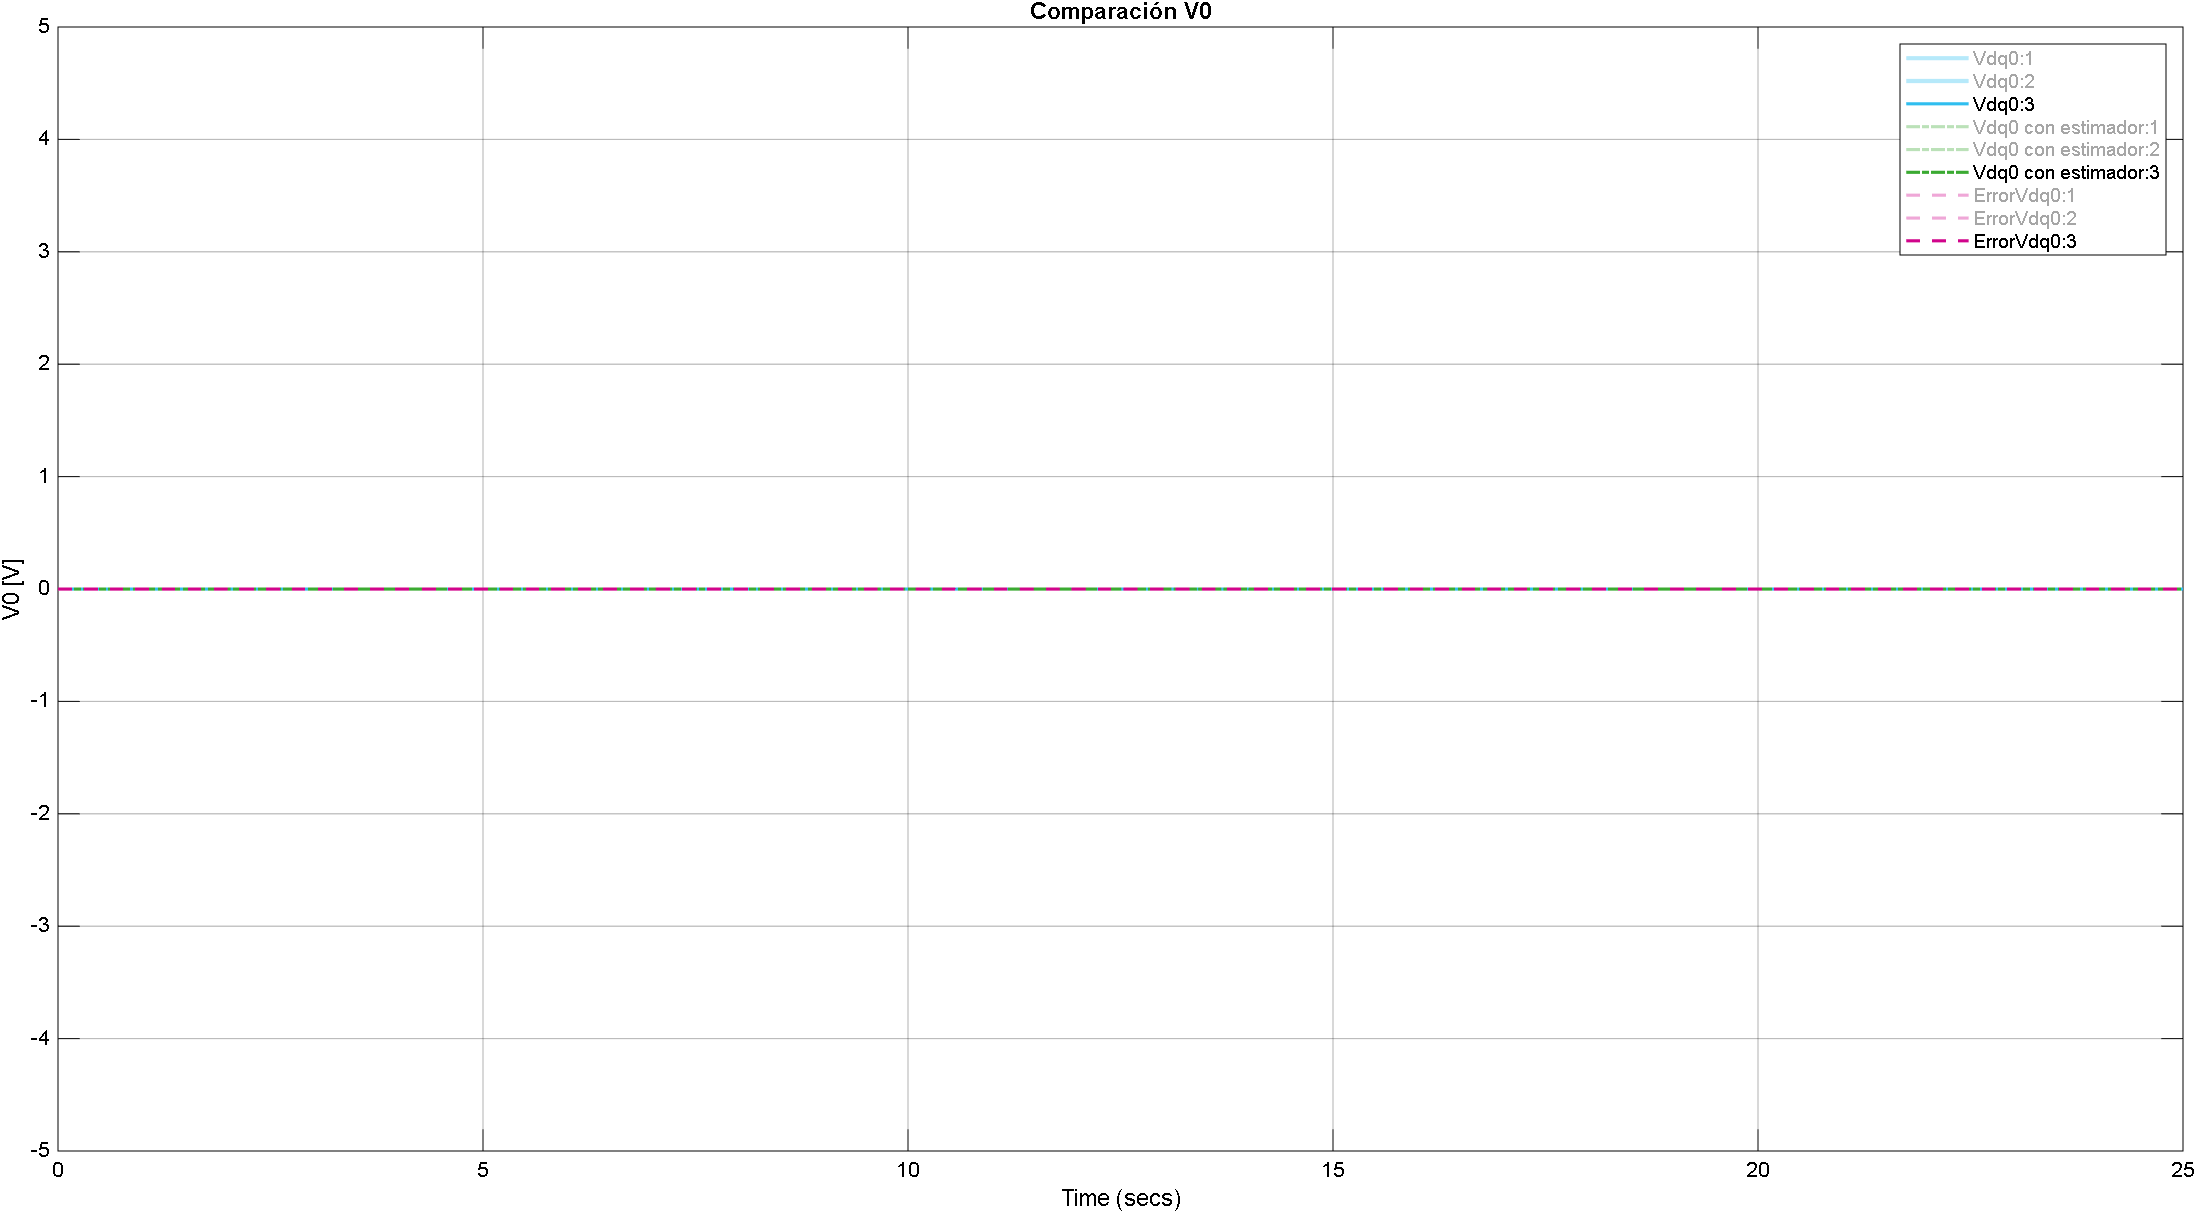 Comparación V0
5
4
3
2
1
0
-1
-2
-3
-4
-5
V0 [V]
Vdq0:1
Vdq0:2
Vdq0:3
Vdq0 con estimador:1
Vdq0 con estimador:2
Vdq0 con estimador:3
ErrorVdq0:1
ErrorVdq0:2
ErrorVdq0:3
0 5 10 15 20 25
Time (secs)